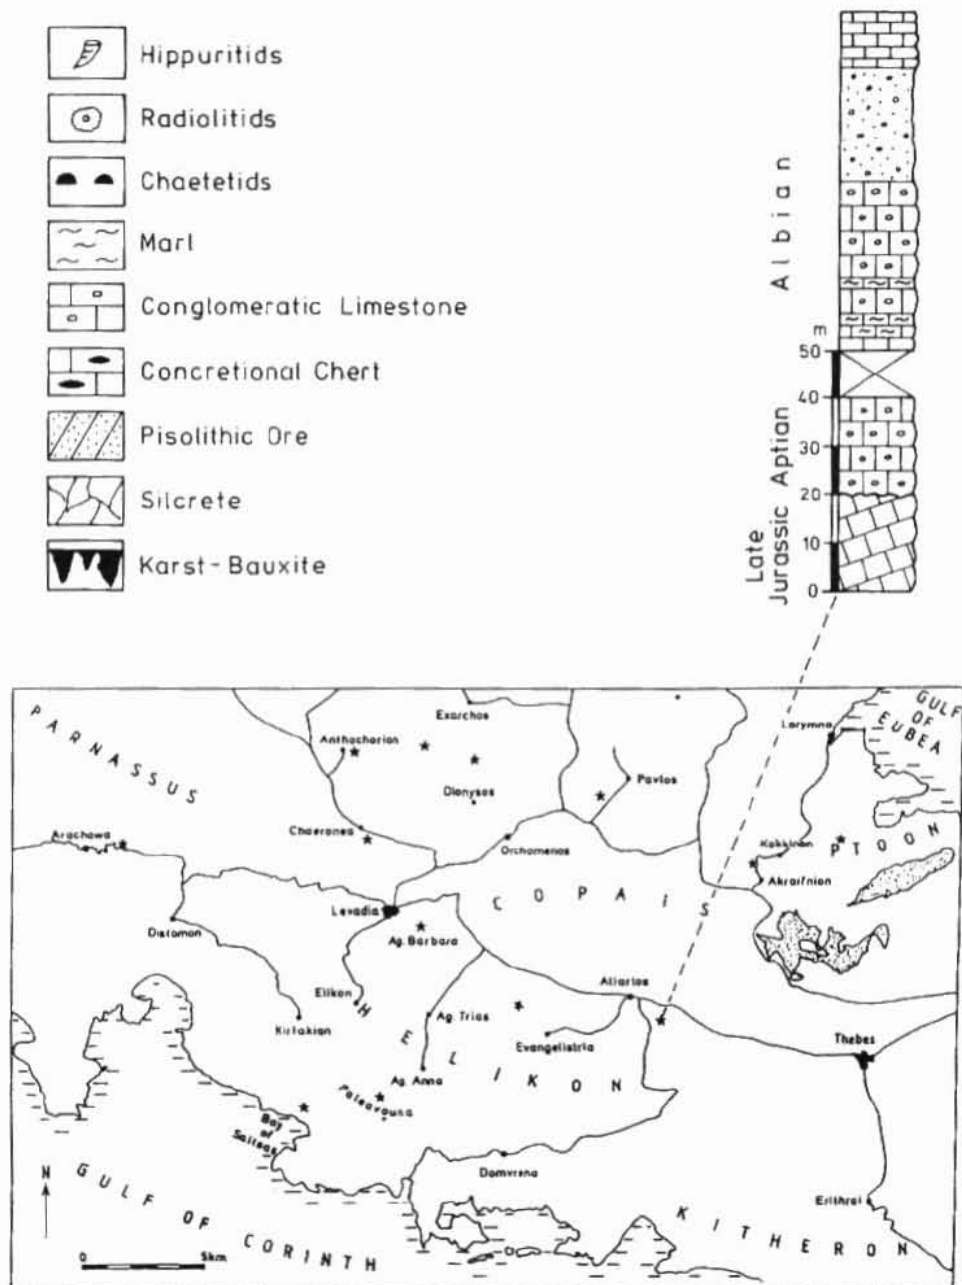 Hippuritids
Radiolitids
Chaetetids
Marl
Conglomeratic Limestone
Concretional Chert
Pisolithic Ore
Silcrete
Karst-Bauxite
Albian
Aptian
Late
Jurassic
m
50
40
30
20
10
0
PARNASSUS
Exarchos
Anthochorion
Dionysos
Pavlos
Larymna
GULF
OF
EUBEA
Arachowa
Chaeronea
Orchomenos
Kokkinon
PTOON
Akraifnion
COPAIS
Levadia
Distomon
Ag. Barbara
Elikon
Kiriakion
Ag. Trias
Aliartos
Evangelistria
Thebes
HELIKON
Ag. Anna
Paleovouna
Bay
of
Saltsas
Domvrena
Erithrai
N
GULF OF CORINTH
KITHERON
0
5km